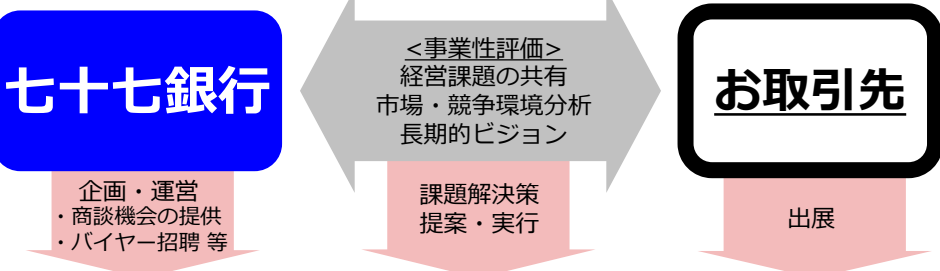 七十七銀行
<事業性評価>
経営課題の共有
市場・競争環境分析
長期的ビジョン
お取引先
企画・運営
・商談機会の提供
・バイヤー招聘 等
課題解決策
提案・実行
出展